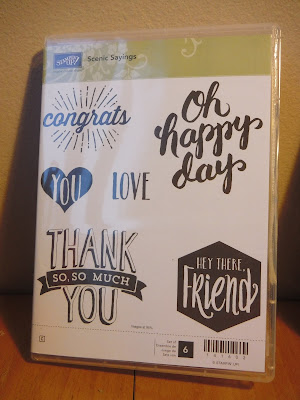 Stampin' UP!
Scenic Sayings
congrats
Oh
happy
day
YOU
LOVE
THANK
SO, SO MUCH
YOU
HEY THERE,
Friend
6